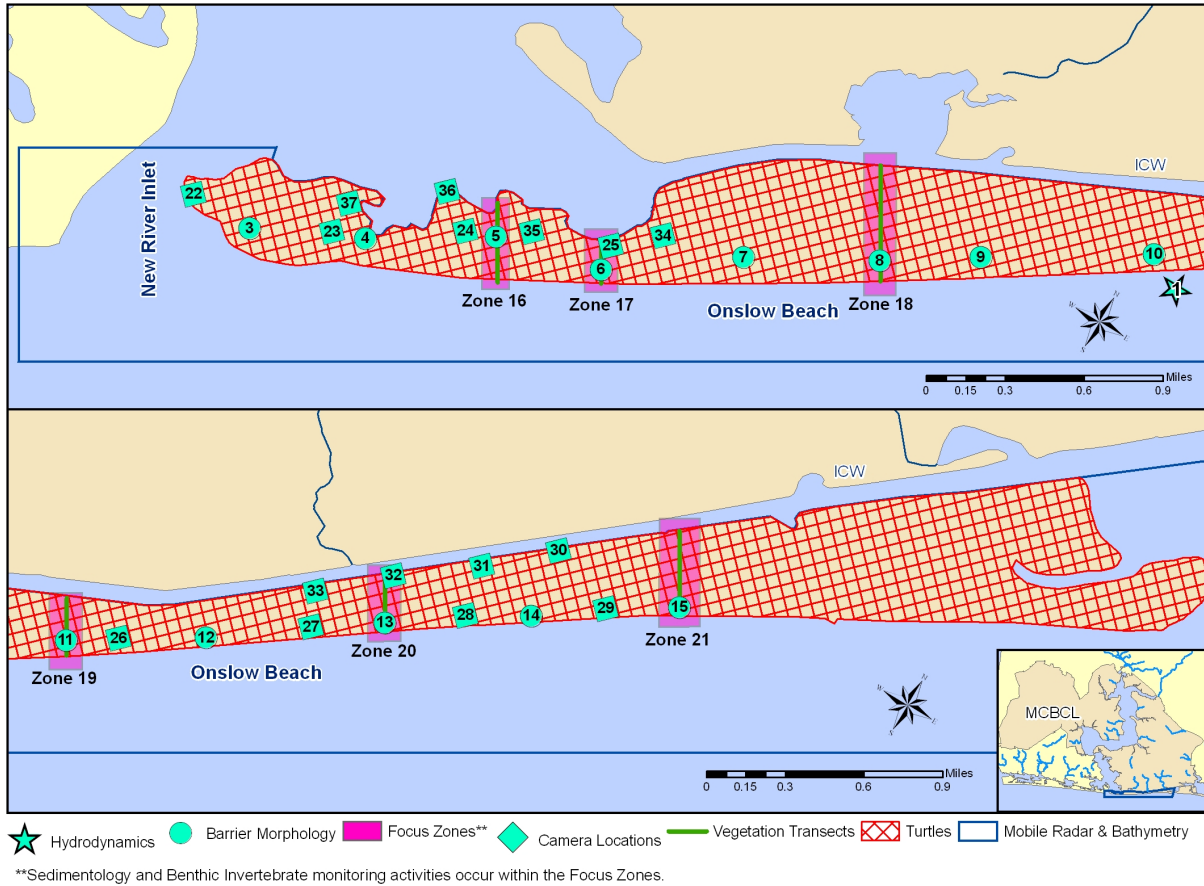 ICW
New River Inlet
22
3
37
23
4
36
24
5
35
25
6
34
7
8
9
10
1
Zone 16
Zone 17
Onslow Beach
Zone 18
N
W
E
S
Miles
0 0.15 0.3 0.6 0.9
ICW
30
31
32
33
11
26
12
27
13
28
14
29
15
Zone 19
Onslow Beach
Zone 20
Zone 21
N
W
E
S
Miles
0 0.15 0.3 0.6 0.9
MCBCL
Hydrodynamics Barrier Morphology Focus Zones** Camera Locations Vegetation Transects Turtles Mobile Radar & Bathymetry
**Sedimentology and Benthic Invertebrate monitoring activities occur within the Focus Zones.